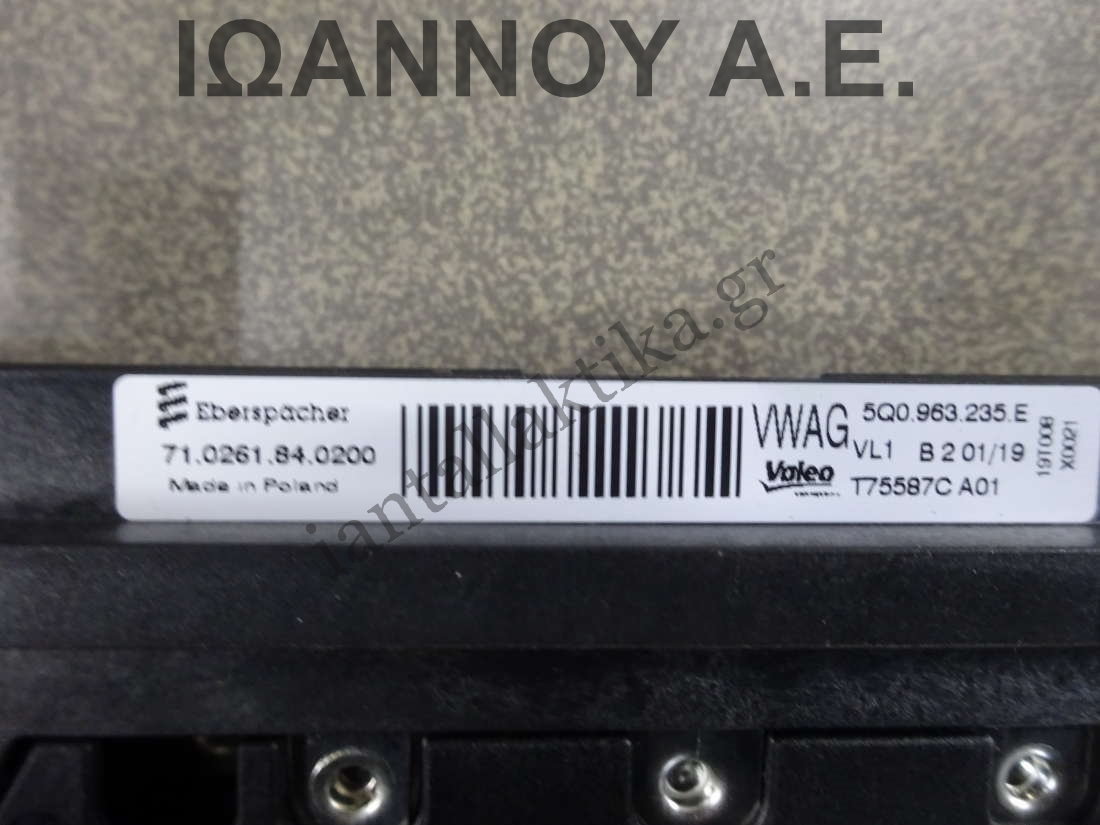 ΙΩΑΝΝΟΥ Α.Ε.
iantallaktika.gr
Eberspächer
71.0261.84.0200
Made in Poland
VWAG
Valeo
5Q0.963.235.E
VL1 B 2 01/19
T75587C A01
19T008
X0021